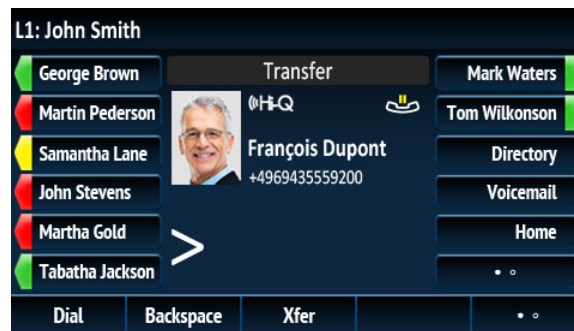 L1: John Smith
George Brown
Martin Pederson
Samantha Lane
John Stevens
Martha Gold
Tabatha Jackson
Transfer
Hi-Q
François Dupont
+4969435559200
>
Mark Waters
Tom Wilkonson
Directory
Voicemail
Home
Dial
Backspace
Xfer